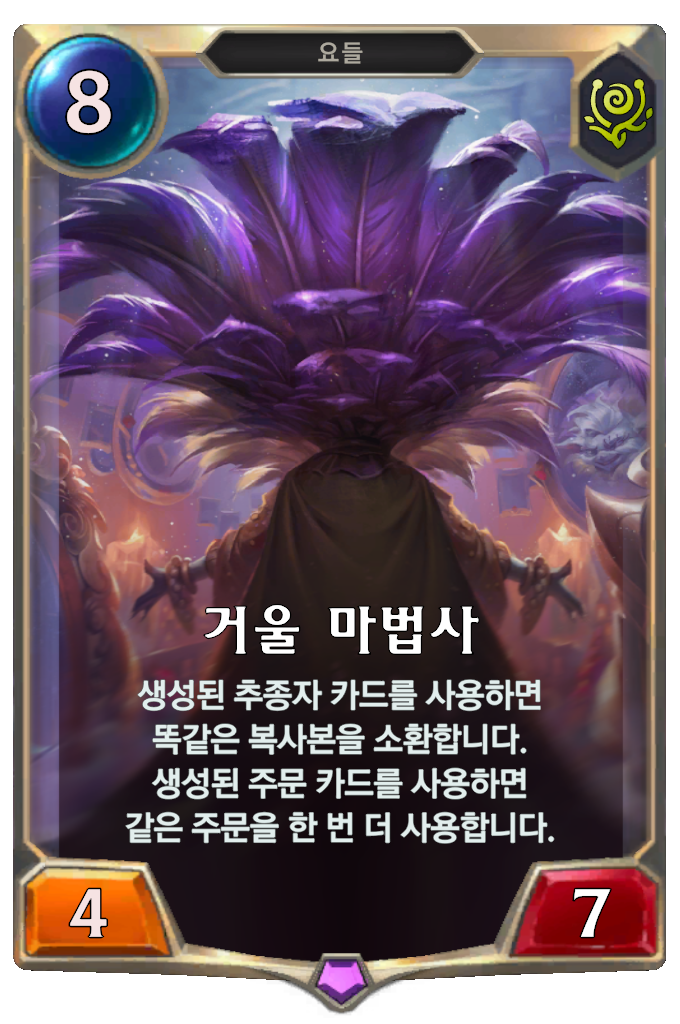 요들
8
거울 마법사
생성된 추종자 카드를 사용하면
똑같은 복사본을 소환합니다.
생성된 주문 카드를 사용하면
같은 주문을 한 번 더 사용합니다.
4
7